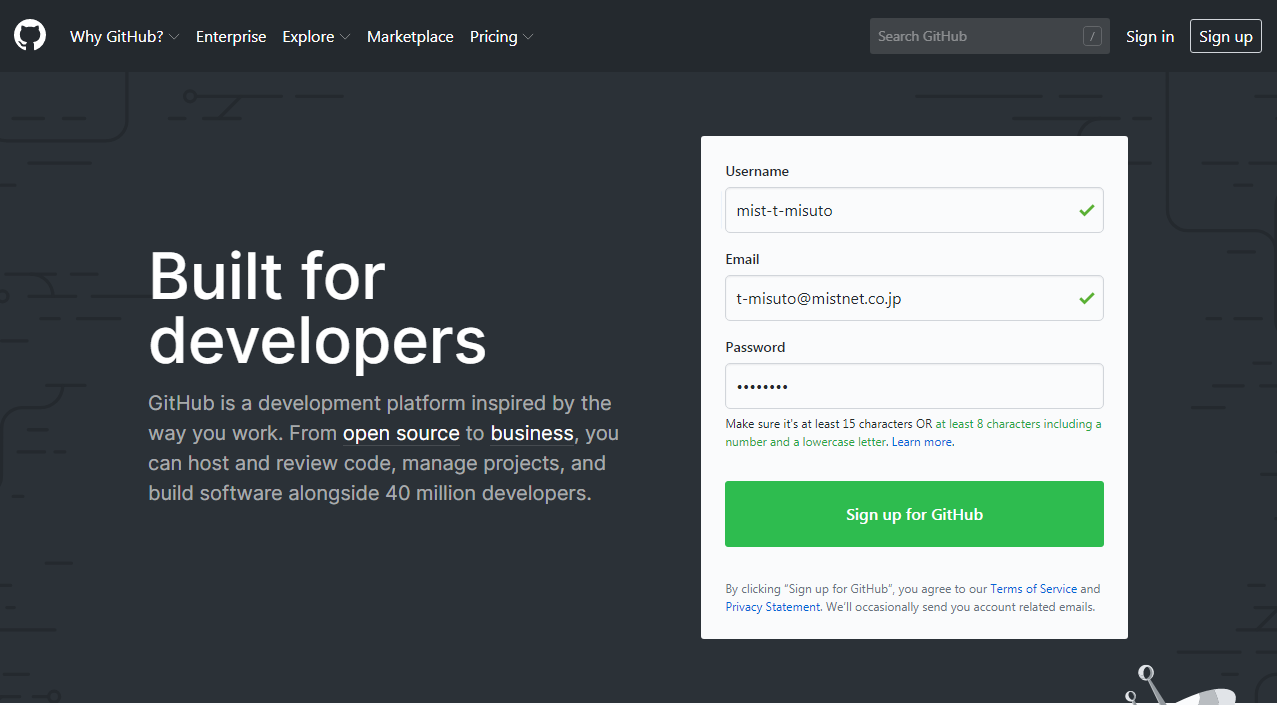 Why GitHub? Enterprise Explore Marketplace Pricing Search GitHub / Sign in Sign up
Built for
developers
GitHub is a development platform inspired by the
way you work. From open source to business, you
can host and review code, manage projects, and
build software alongside 40 million developers.
Username
mist-t-misuto
Email
t-misuto@mistnet.co.jp
Password
••••••••
Make sure it's at least 15 characters OR at least 8 characters including a
number and a lowercase letter. Learn more.
Sign up for GitHub
By clicking “Sign up for GitHub”, you agree to our Terms of Service and
Privacy Statement. We’ll occasionally send you account related emails.